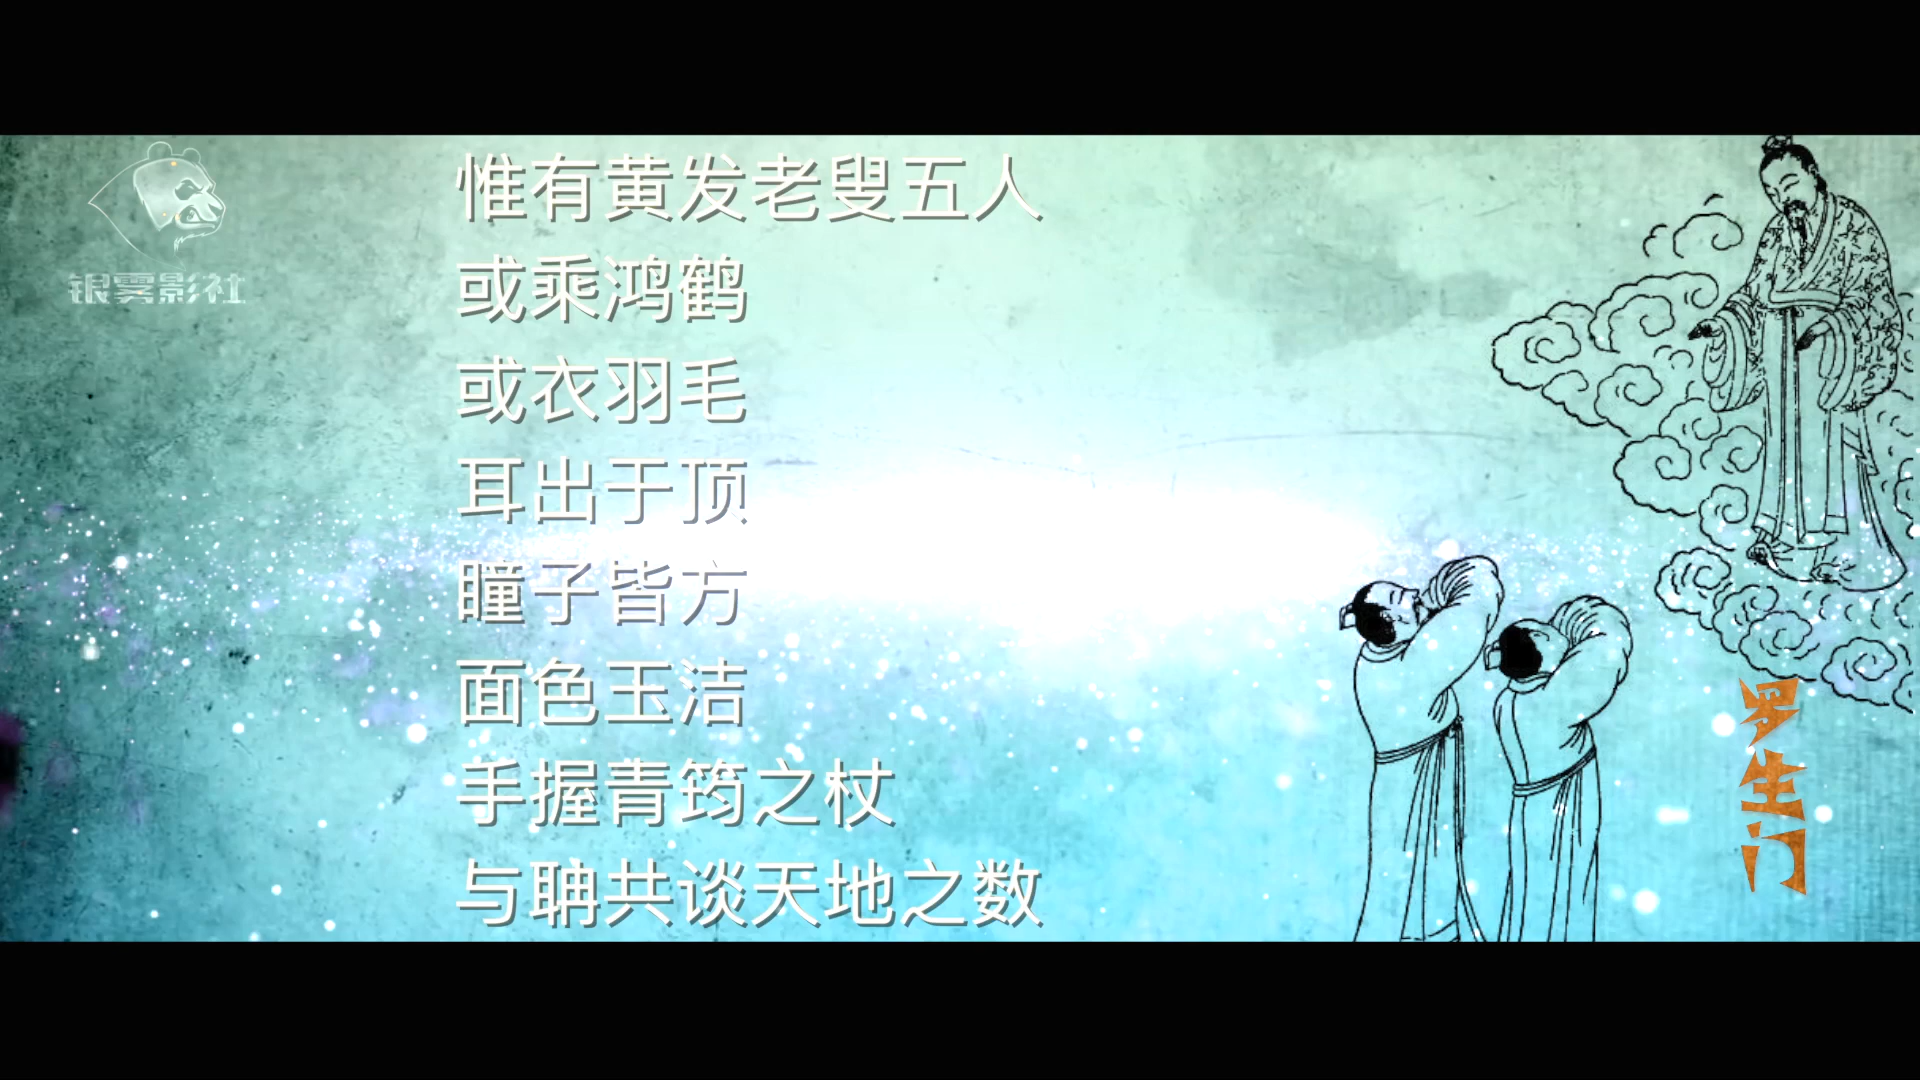 银雾影社
惟有黄发老叟五人
或乘鸿鹤
或衣羽毛
耳出于顶
瞳子皆方
面色玉洁
手握青筠之杖
与聃共谈天地之数
罗生门